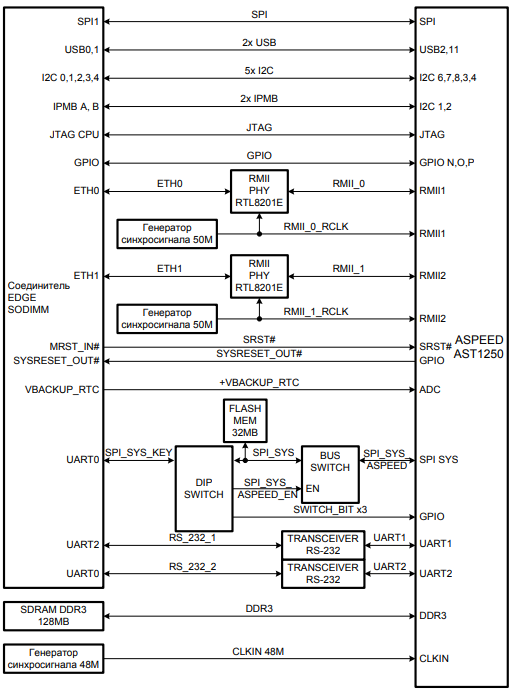 SPI1 SPI SPI
USB0,1 2x USB USB2,11
I2C 0,1,2,3,4 5x I2C I2C 6,7,8,3,4
IPMB A, B 2x IPMB I2C 1,2
JTAG CPU JTAG JTAG
GPIO GPIO GPIO N,O,P
ETH0 ETH0 RMII RMII_0 RMII1
PHY
RTL8201E
Генератор RMII_0_RCLK RMII1
синхросигнала 50M
ETH1 ETH1 RMII RMII_1 RMII2
PHY
RTL8201E
Соединитель
EDGE
SODIMM
Генератор RMII_1_RCLK RMII2
синхросигнала 50M
ASPEED
AST1250
MRST_IN# SRST# SRST#
SYSRESET_OUT# SYSRESET_OUT# GPIO
VBACKUP_RTC +VBACKUP_RTC ADC
FLASH
MEM
32MB
UART0 SPI_SYS_KEY SPI_SYS SPI_SYS_ SPI SYS
ASPEED
DIP
SWITCH
BUS
SWITCH
SPI_SYS_
ASPEED_EN
EN
SWITCH_BIT x3 GPIO
UART2 RS_232_1 TRANSCEIVER UART1 UART1
RS-232
UART0 RS_232_2 TRANSCEIVER UART2 UART2
RS-232
SDRAM DDR3 DDR3 DDR3
128MB
Генератор CLKIN 48M CLKIN
синхросигнала 48M